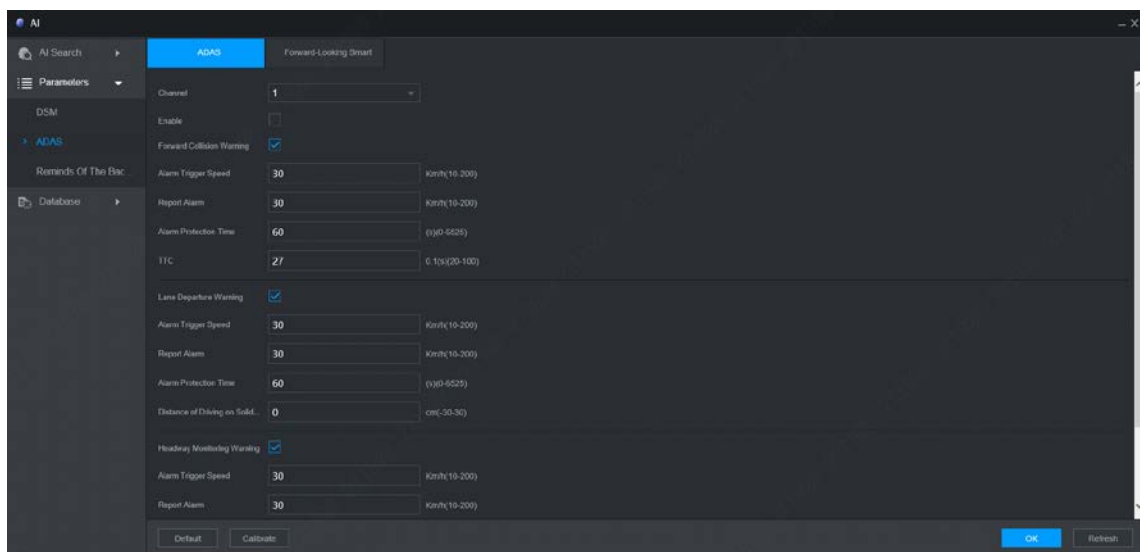 AI
AI Search
ADAS
Forward-Looking Smart
Parameters
Channel
1
DSM
Enable
ADAS
Forward Collision Warning
Reminds Of The Bac...
Alarm Trigger Speed
30
Km/h(10-200)
Database
Report Alarm
30
Km/h(10-200)
Alarm Protection Time
60
(s)(0-6525)
TTC
27
0.1(s)(20-100)
Lane Departure Warning
Alarm Trigger Speed
30
Km/h(10-200)
Report Alarm
30
Km/h(10-200)
Alarm Protection Time
60
(s)(0-6525)
Distance of Driving on Solid...
0
cm(-30-30)
Headway Monitoring Warning
Alarm Trigger Speed
30
Km/h(10-200)
Report Alarm
30
Km/h(10-200)
Default
Calibrate
OK
Refresh